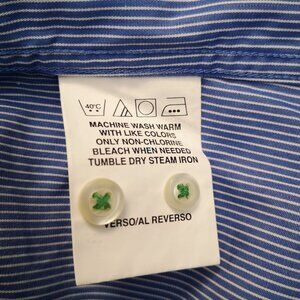 40°C
MACHINE WASH WARM
WITH LIKE COLORS
ONLY NON-CHLORINE
BLEACH WHEN NEEDED
TUMBLE DRY STEAM IRON
VERSO/AL REVERSO